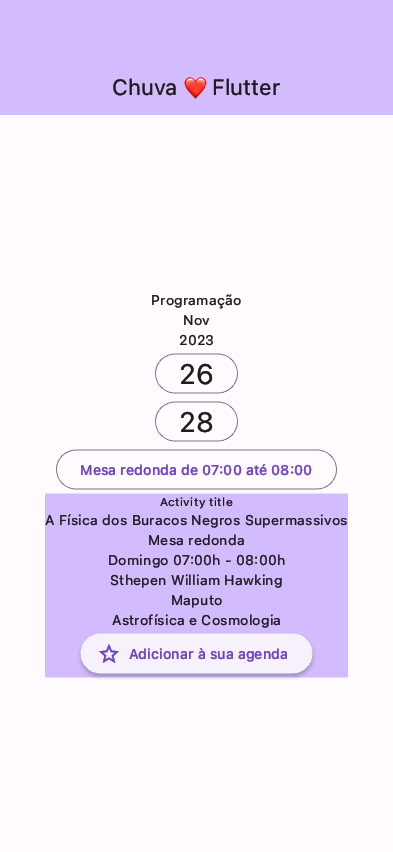 Chuva ❤️ Flutter
Programação
Nov
2023
26
28
Mesa redonda de 07:00 até 08:00
Activity title
A Física dos Buracos Negros Supermassivos
Mesa redonda
Domingo 07:00h - 08:00h
Sthepen William Hawking
Maputo
Astrofísica e Cosmologia
Adicionar à sua agenda